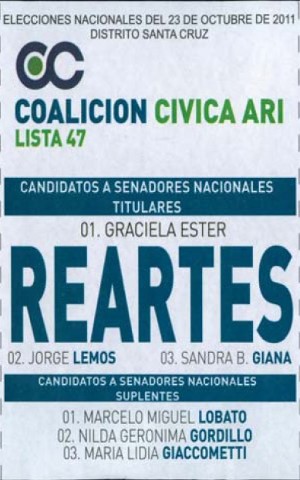 ELECCIONES NACIONALES DEL 23 DE OCTUBRE DE 2011
DISTRITO SANTA CRUZ
CC
COALICION CIVICA ARI
LISTA 47
CANDIDATOS A SENADORES NACIONALES
TITULARES
01. GRACIELA ESTER
REARTES
02. JORGE LEMOS 03. SANDRA B. GIANA
CANDIDATOS A SENADORES NACIONALES
SUPLENTES
01. MARCELO MIGUEL LOBATO
02. NILDA GERONIMA GORDILLO
03. MARIA LIDIA GIACCOMETTI